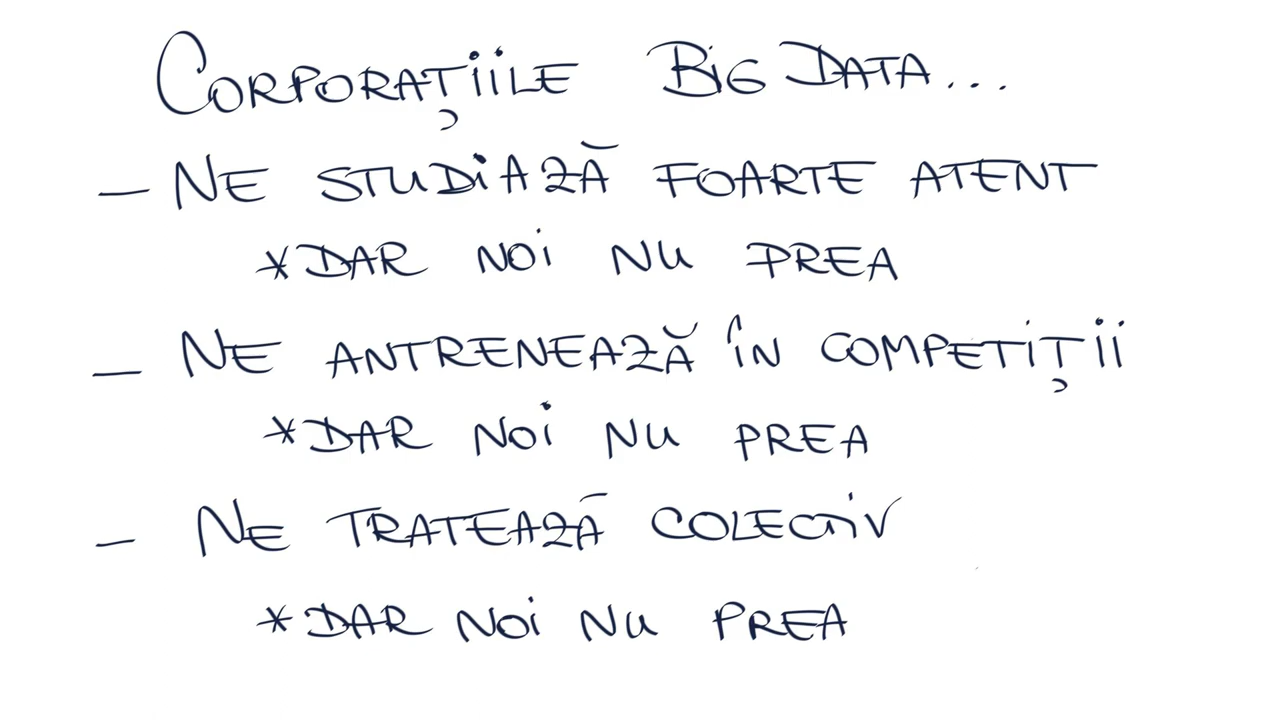 CORPORAȚIILE BIG DATA...
– NE STUDIAZĂ FOARTE ATENT
*DAR NOI NU PREA
– NE ANTRENEAZĂ ÎN COMPETIȚII
*DAR NOI NU PREA
– NE TRATEAZĂ COLECTIV
*DAR NOI NU PREA